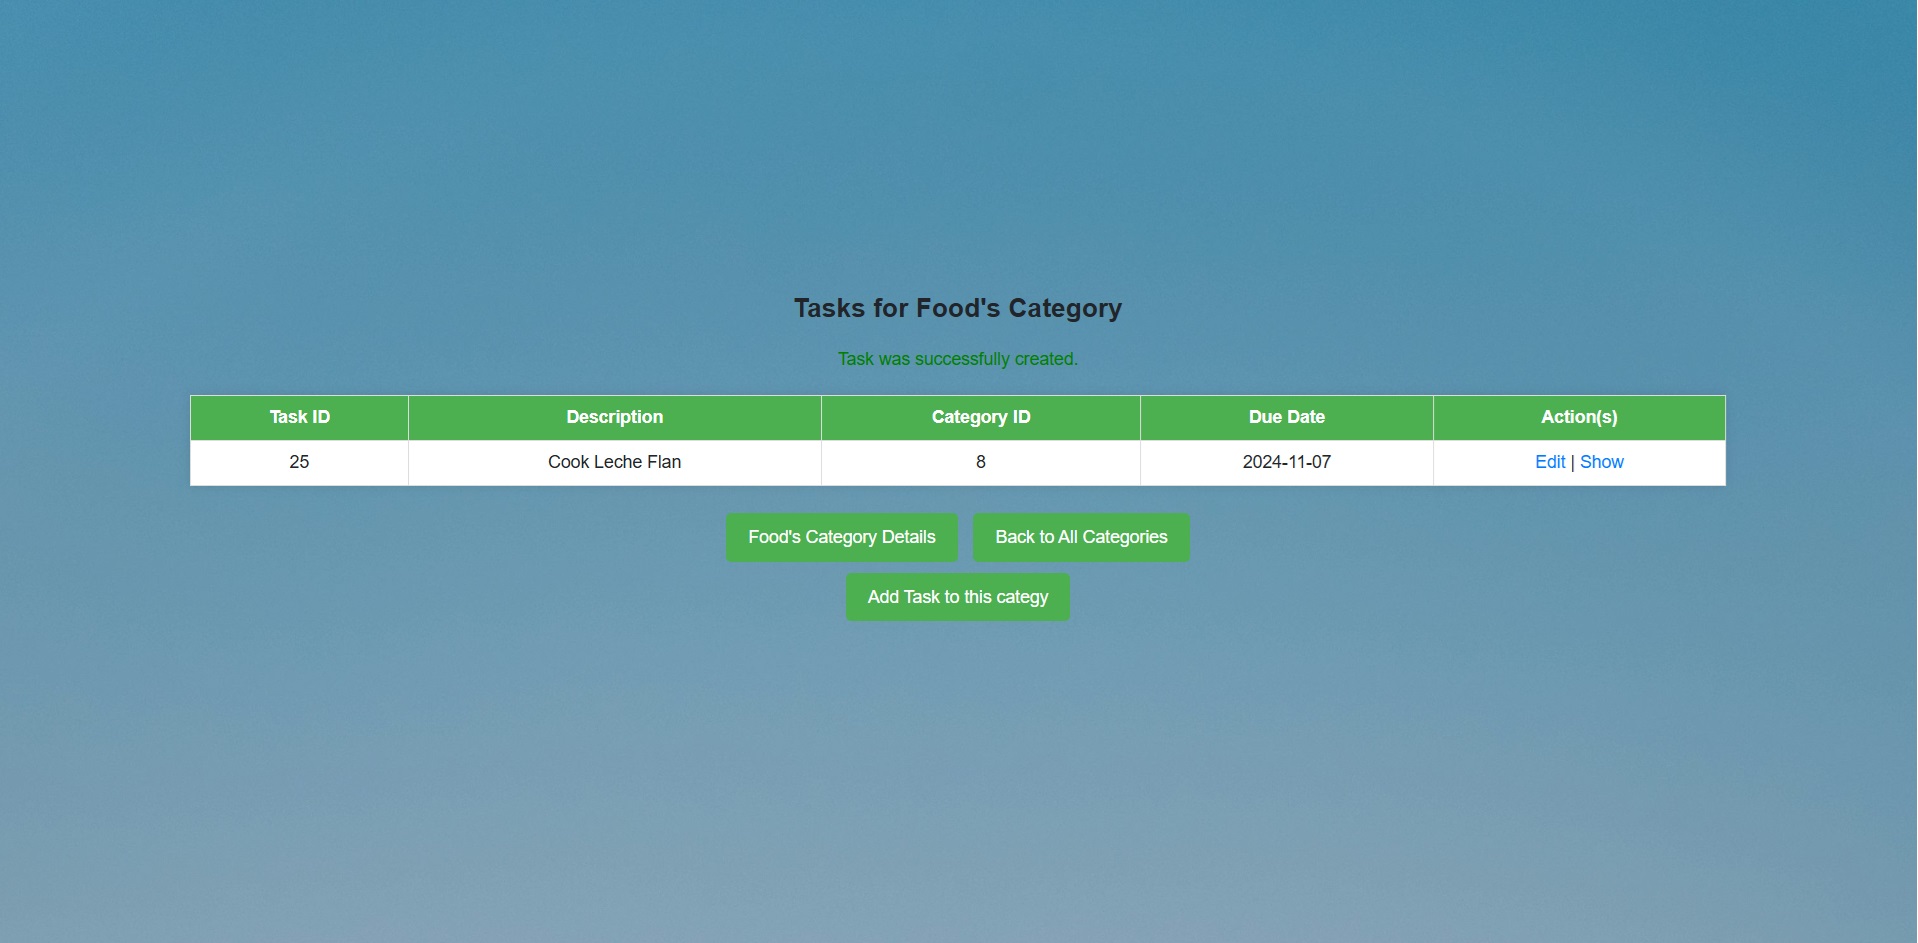 Tasks for Food's Category
Task was successfully created.
Task ID Description Category ID Due Date Action(s)
25 Cook Leche Flan 8 2024-11-07 Edit | Show
Food's Category Details Back to All Categories
Add Task to this categy